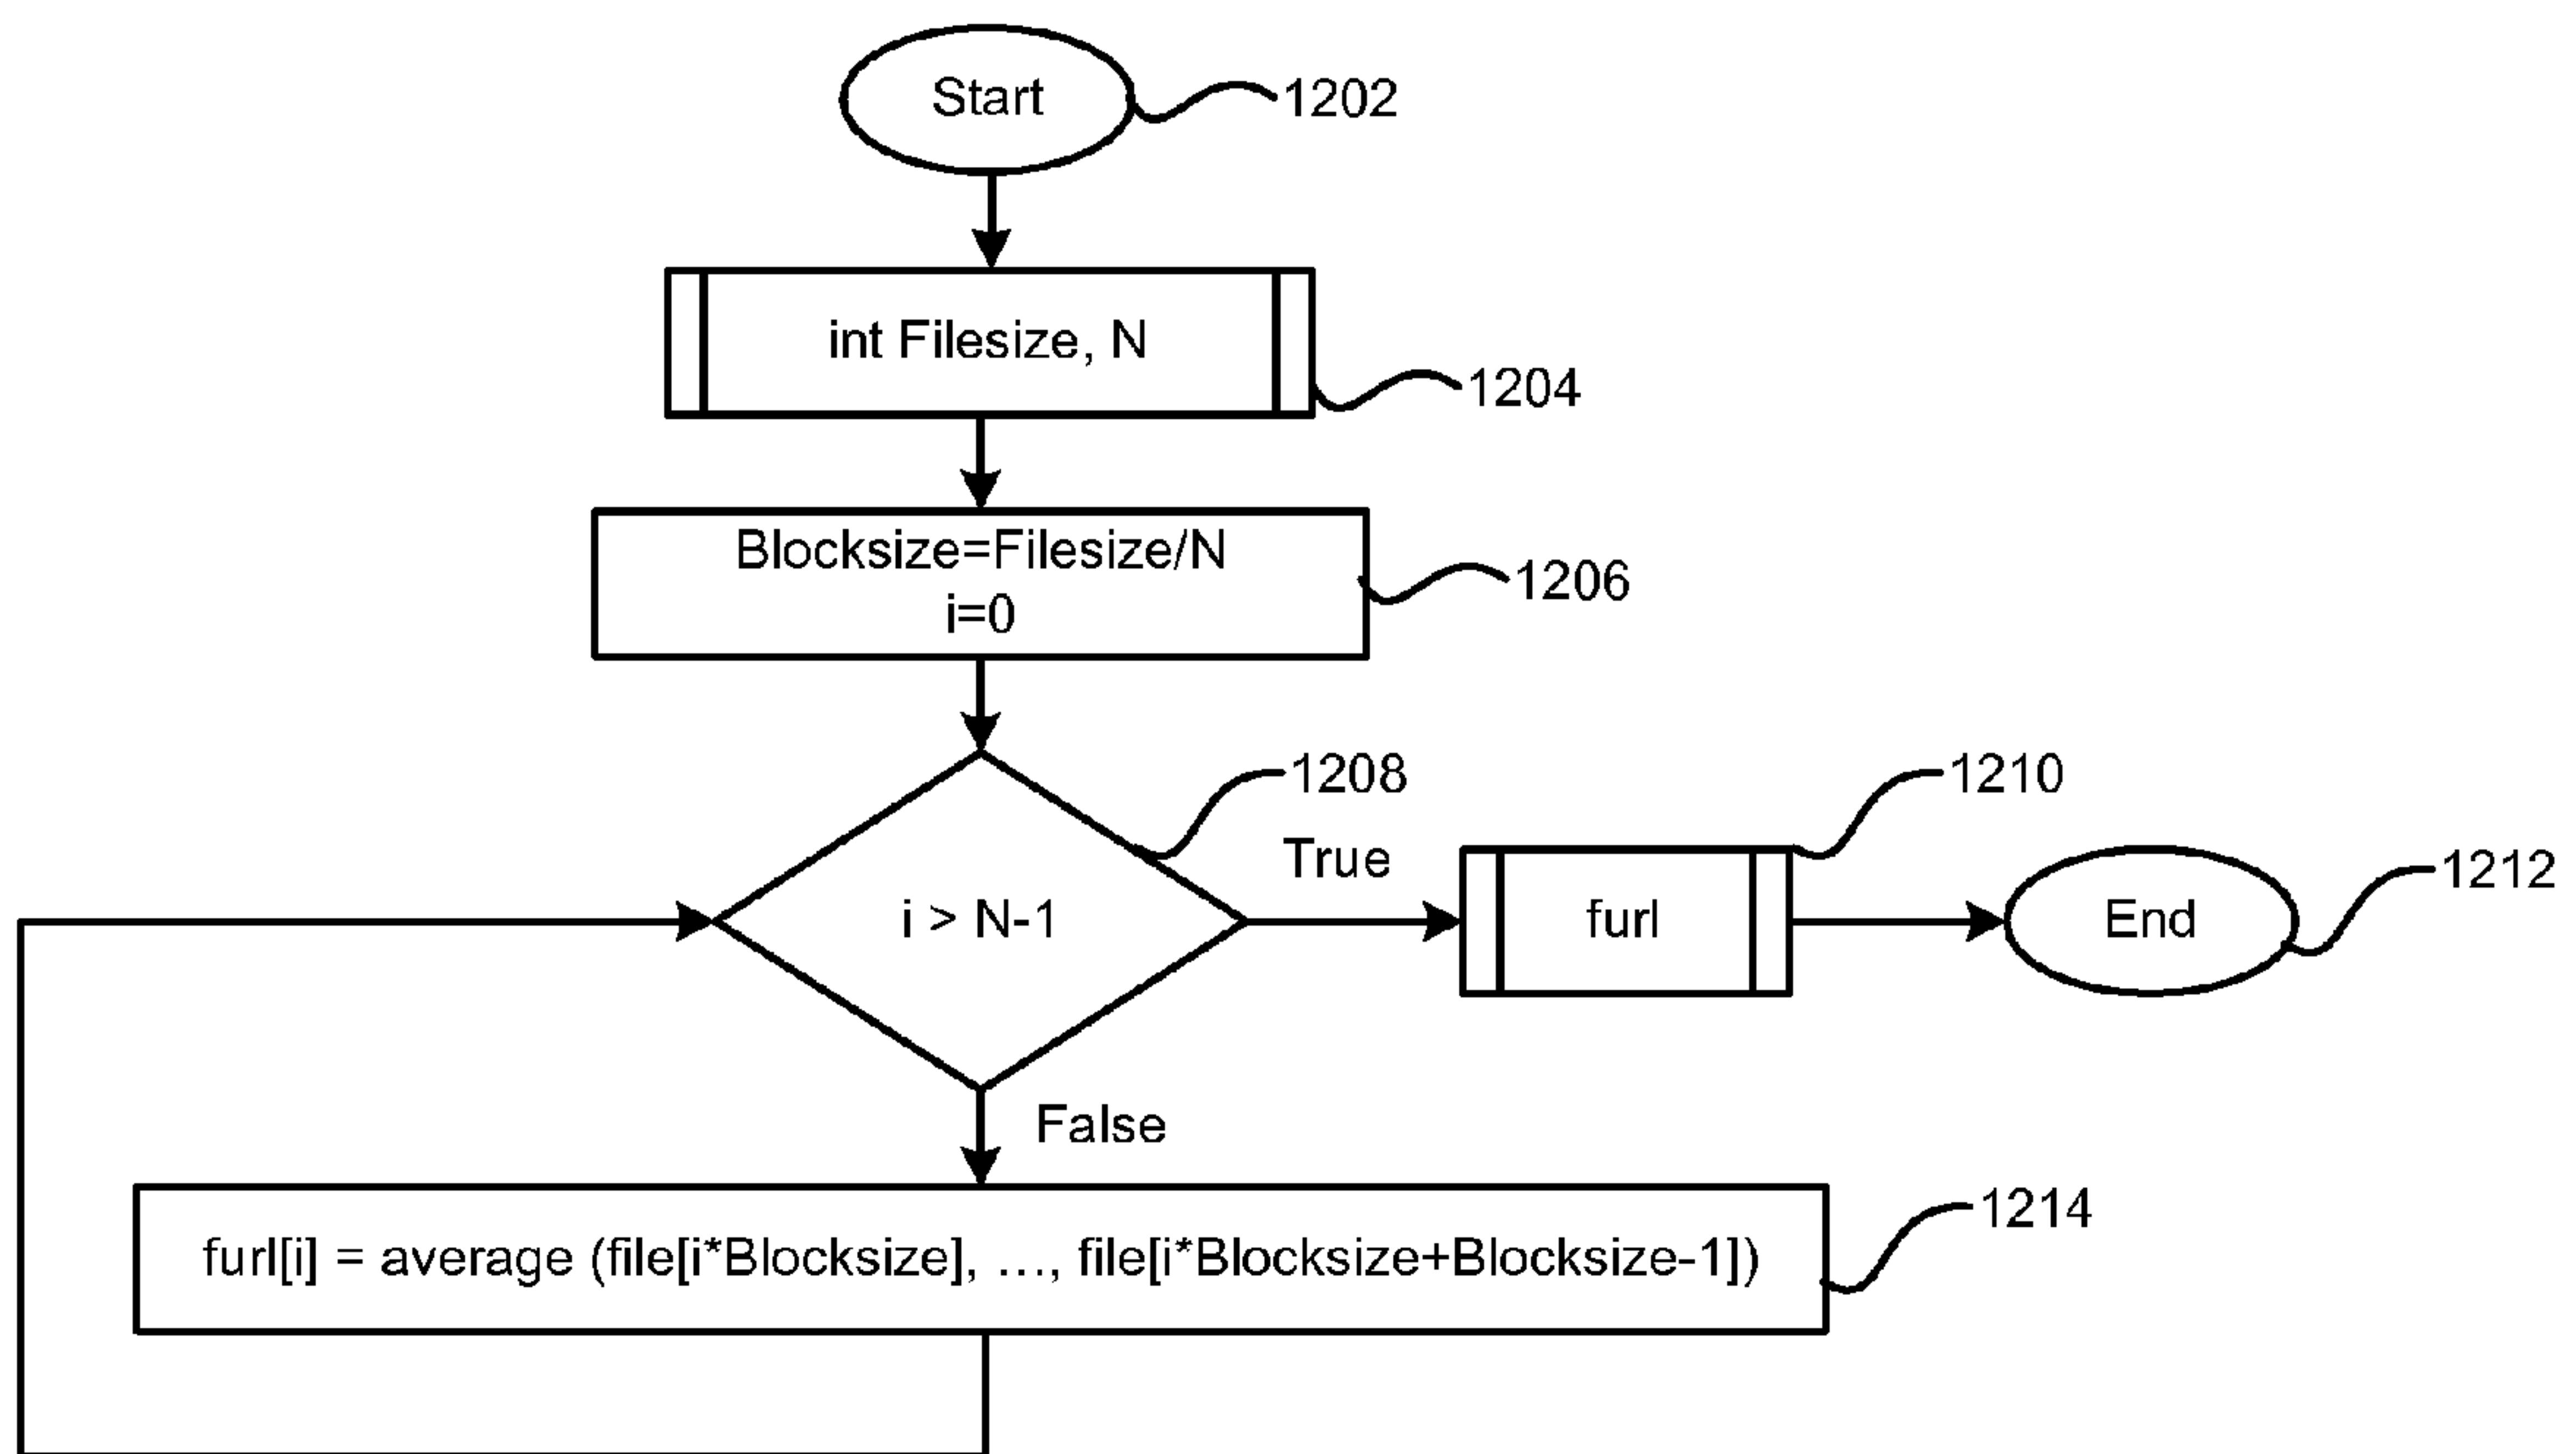 Start
1202
int Filesize, N
1204
Blocksize=Filesize/N
i=0
1206
1208
1210
True
i > N-1
furl
End
1212
False
furl[i] = average (file[i*Blocksize], …, file[i*Blocksize+Blocksize-1])
1214